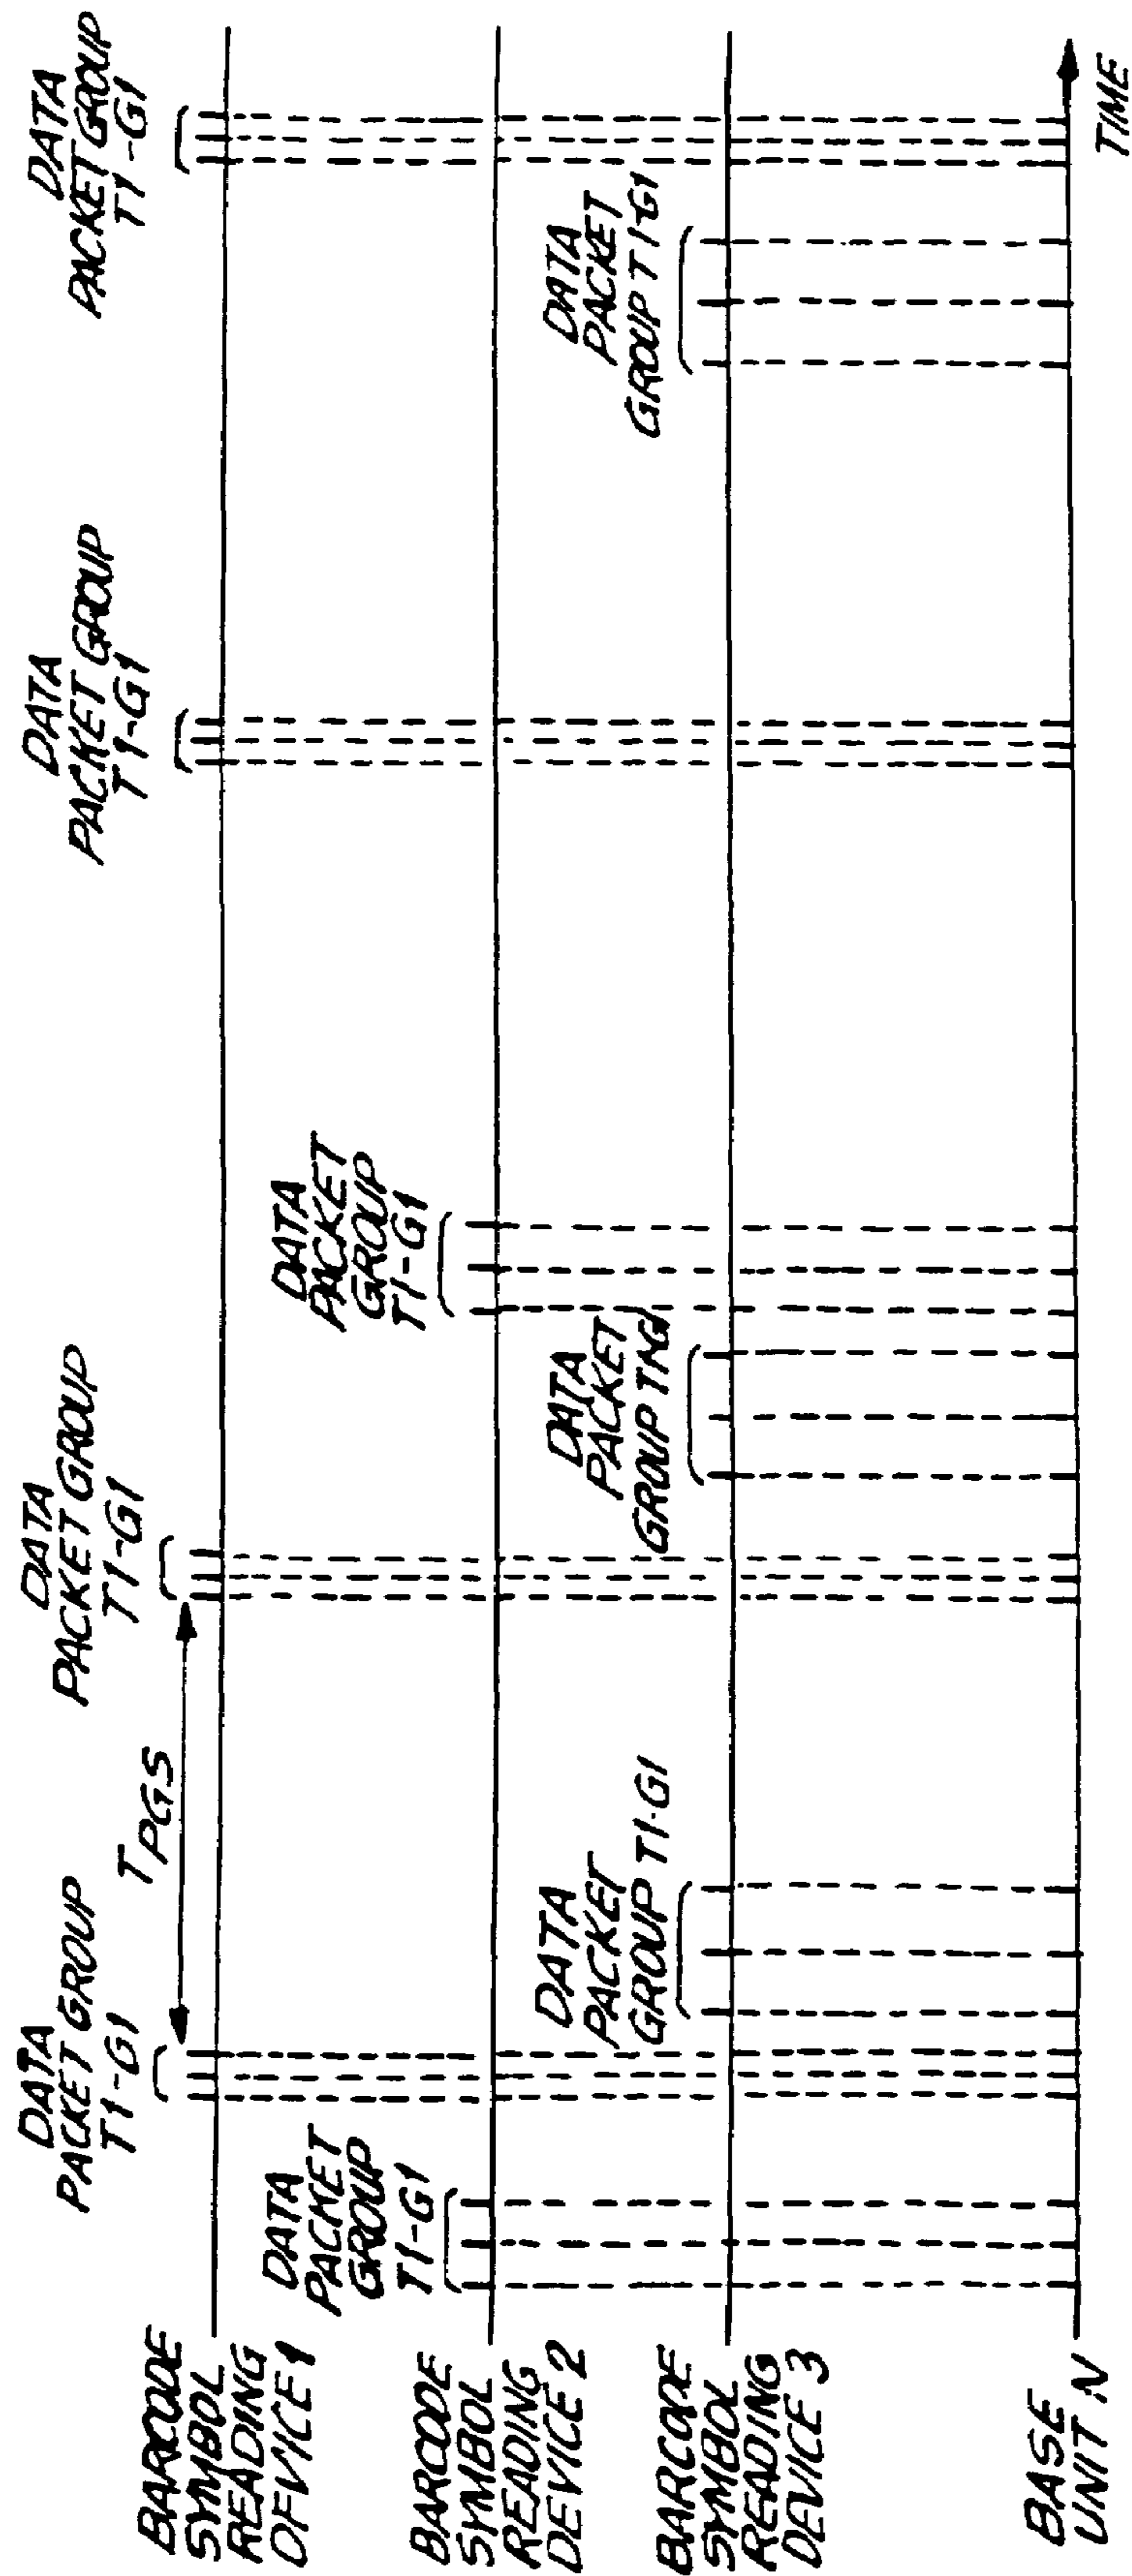 DATA
PACKET GROUP
T1-G1
TPGS
DATA
PACKET GROUP
T1-G1
DATA
PACKET GROUP
T1-G1
DATA
PACKET GROUP
T1-G1
BARCODE
SYMBOL
READING
DEVICE 1
DATA
PACKET
GROUP
T1-G1
DATA
PACKET
GROUP
T1-G1
BARCODE
SYMBOL
READING
DEVICE 2
DATA
PACKET
GROUP T1-G1
DATA
PACKET
GROUP
DATA
PACKET
GROUP T1-G1
BARCODE
SYMBOL
READING
DEVICE 3
BASE
UNIT N
TIME